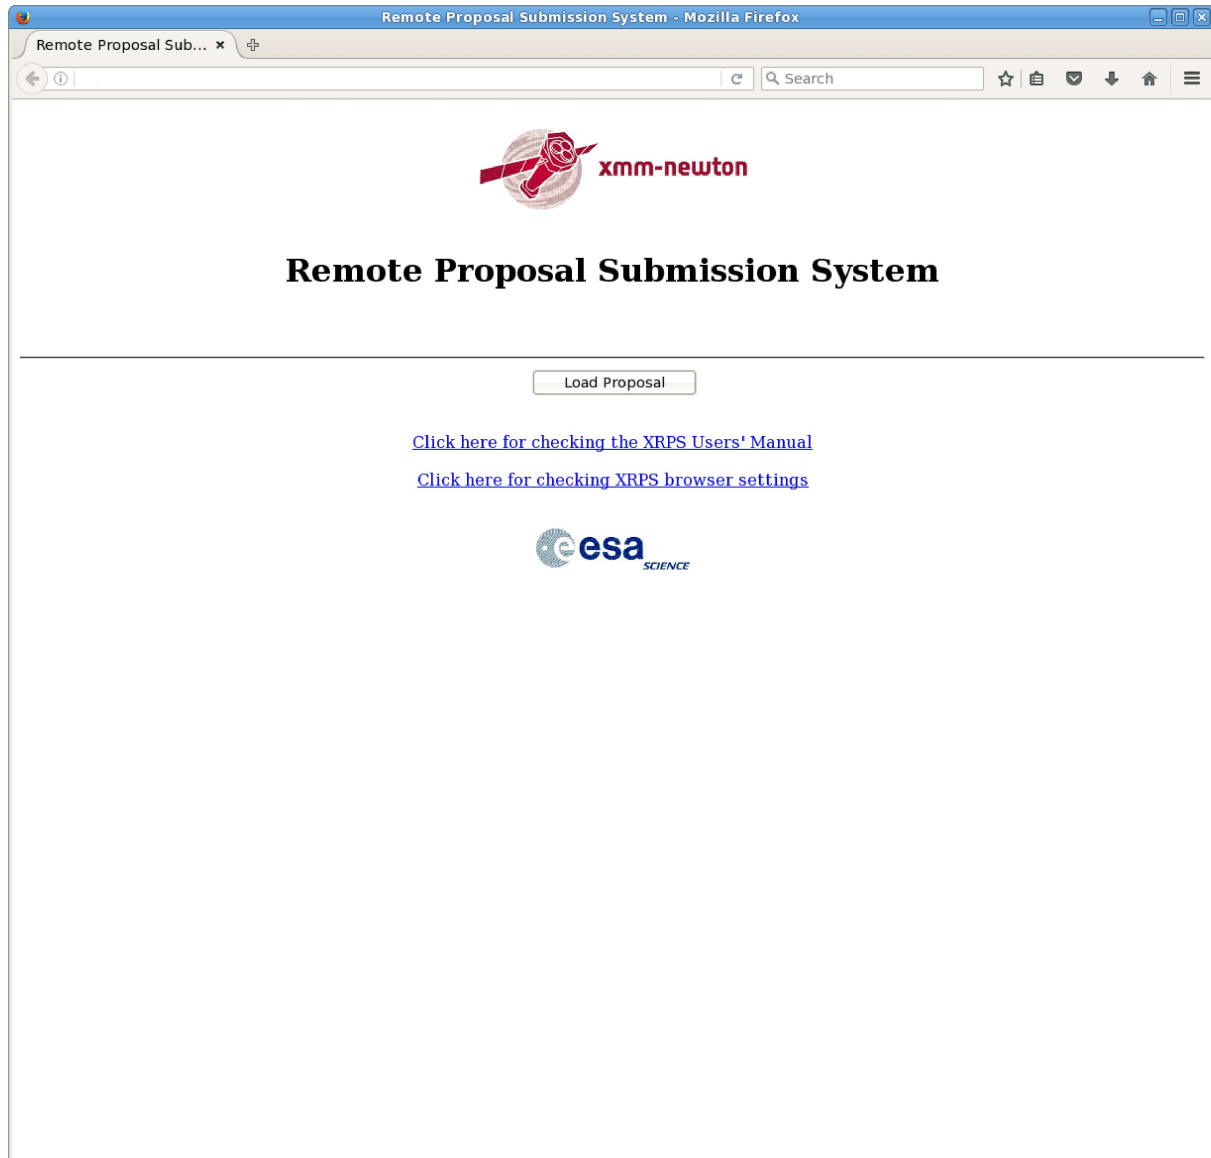 Remote Proposal Submission System - Mozilla Firefox
Remote Proposal Sub...
Search
xmm-newton
Remote Proposal Submission System
Load Proposal
Click here for checking the XRPS Users' Manual
Click here for checking XRPS browser settings
esa
SCIENCE